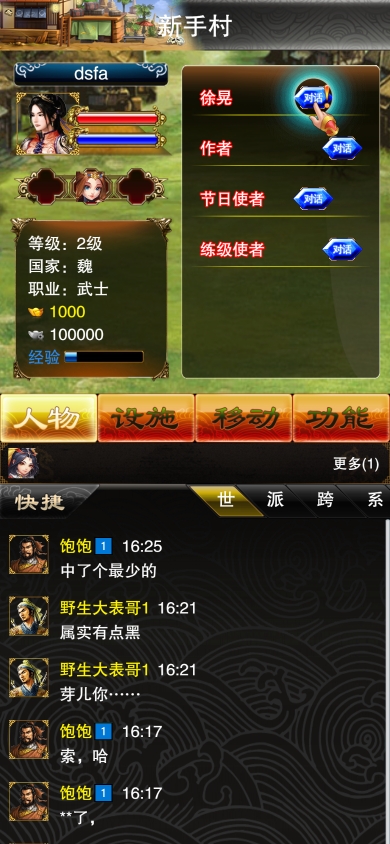 新手村
dsfa
等级：2级
国家：魏
职业：武士
1000
100000
经验
徐晃 对话
作者 对话
节日使者 对话
练级使者 对话
人物 设施 移动 功能
更多(1)
快捷 世 派 跨 系
饱饱 1 16:25
中了个最少的
野生大表哥1 16:21
属实有点黑
野生大表哥1 16:21
芽儿你……
饱饱 1 16:17
索，哈
饱饱 1 16:17
**了，